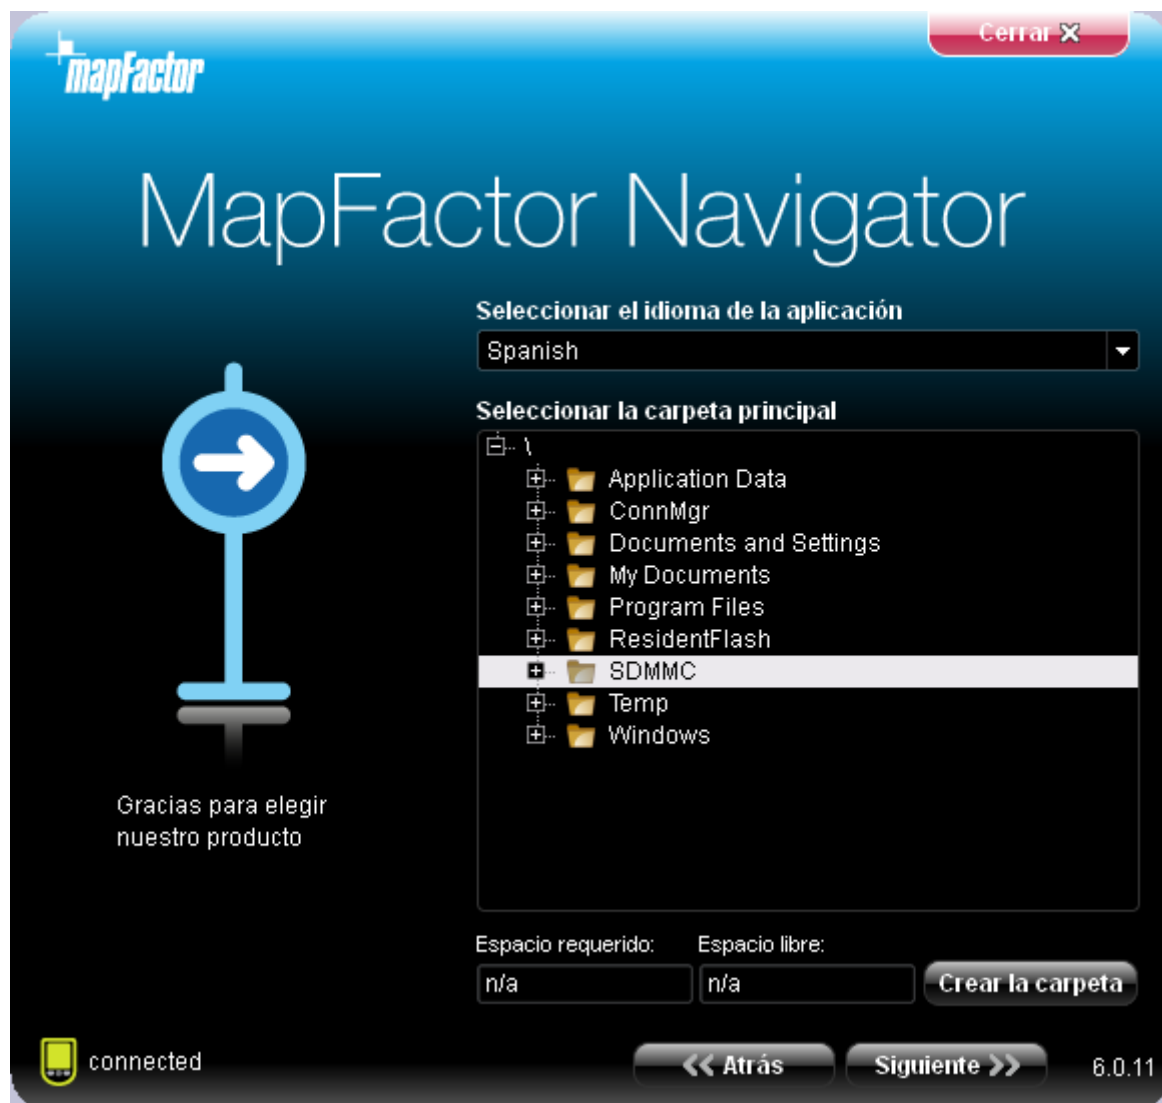 Cerrar
mapFactor
MapFactor Navigator
Seleccionar el idioma de la aplicación
Spanish
Seleccionar la carpeta principal
\
Application Data
ConnMgr
Documents and Settings
My Documents
Program Files
ResidentFlash
SDMMC
Temp
Windows
Gracias para elegir
nuestro producto
Espacio requerido: Espacio libre:
n/a n/a Crear la carpeta
connected << Atrás Siguiente >> 6.0.11